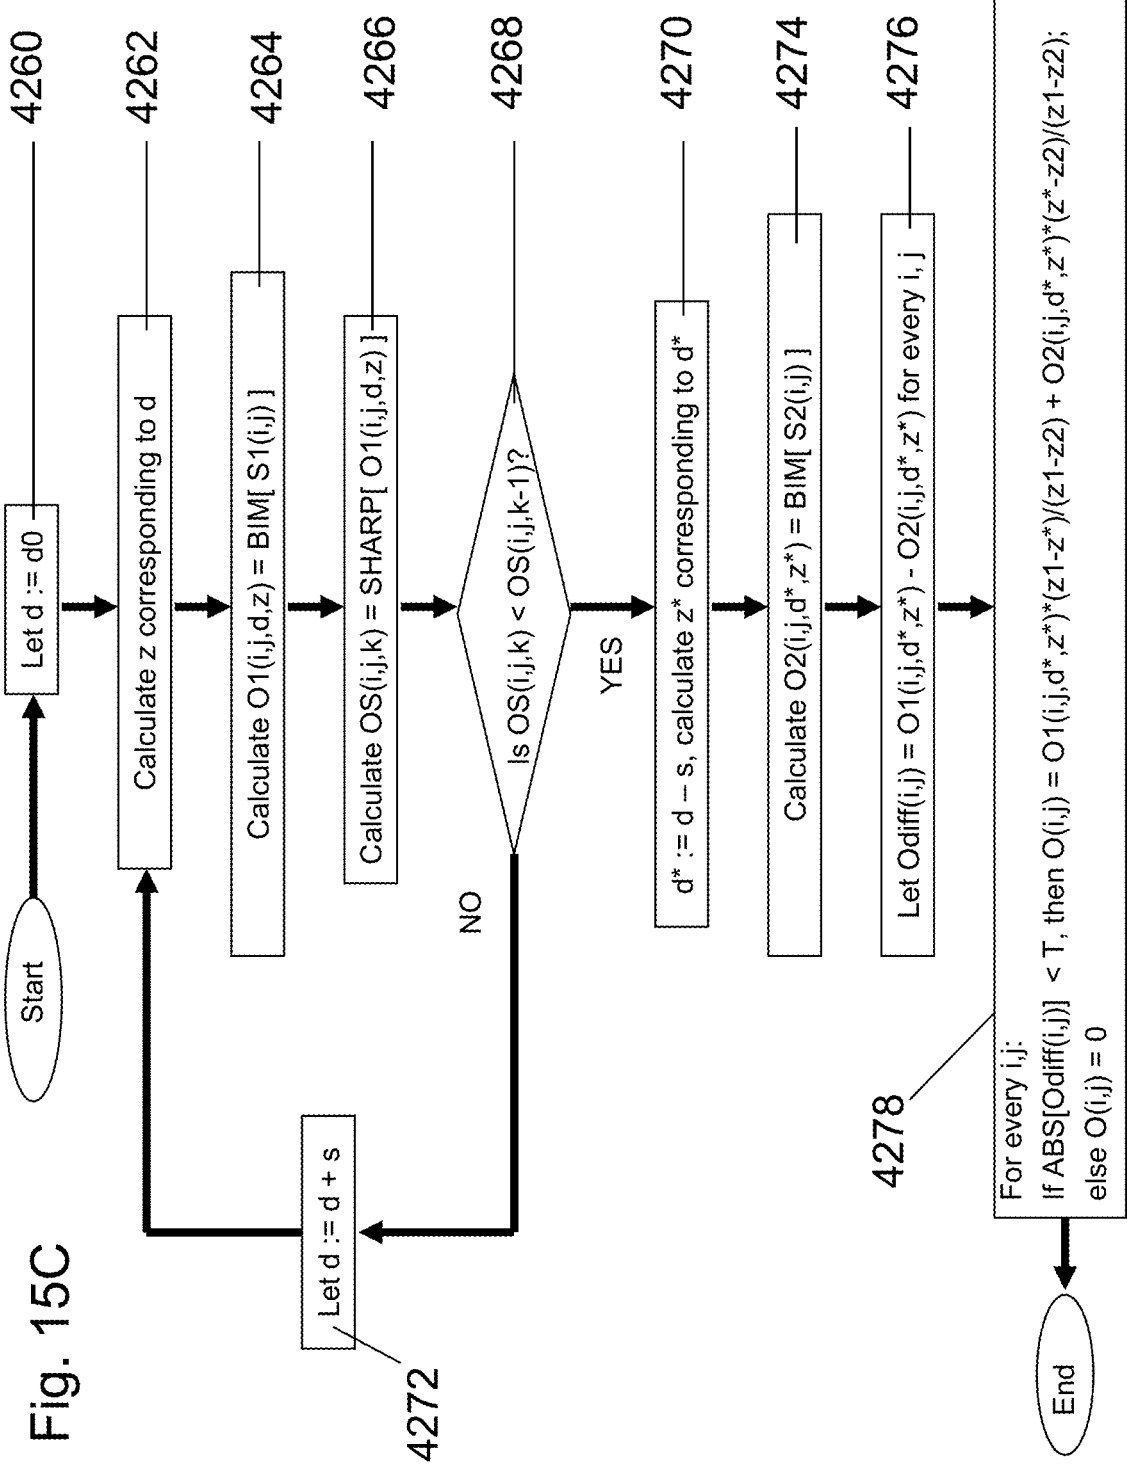 Fig. 15C
Start
Let d := d0
4260
Calculate z corresponding to d
4262
Calculate O1(i,j,d,z) = BIM[ S1(i,j) ]
4264
Calculate OS(i,j,k) = SHARP[ O1(i,j,d,z) ]
4266
Is OS(i,j,k) < OS(i,j,k-1)?
4268
NO
Let d := d + s
4272
YES
d* := d – s, calculate z* corresponding to d*
4270
Calculate O2(i,j,d*,z*) = BIM[ S2(i,j) ]
4274
Let Odiff(i,j) = O1(i,j,d*,z*) - O2(i,j,d*,z*) for every i, j
4276
4278
For every i,j:
If ABS[Odiff(i,j)] < T, then O(i,j) = O1(i,j,d*,z*)*(z1-z*)/(z1-z2) + O2(i,j,d*,z*)*(z*-z2)/(z1-z2);
else O(i,j) = 0
End